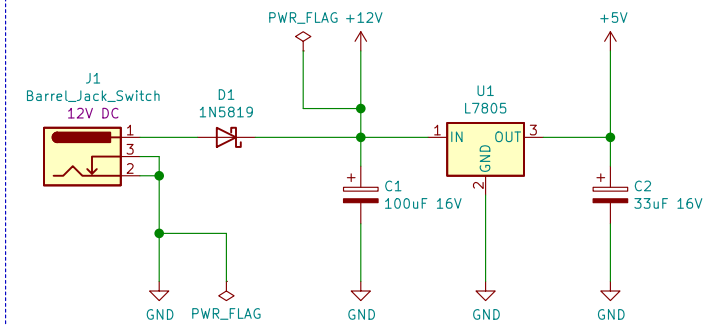 PWR_FLAG +12V
+5V
J1
Barrel_Jack_Switch
12V DC
D1
1N5819
U1
L7805
1
3
2
1 IN OUT 3
GND
2
+
C1
100uF 16V
+
C2
33uF 16V
GND
PWR_FLAG
GND
GND
GND